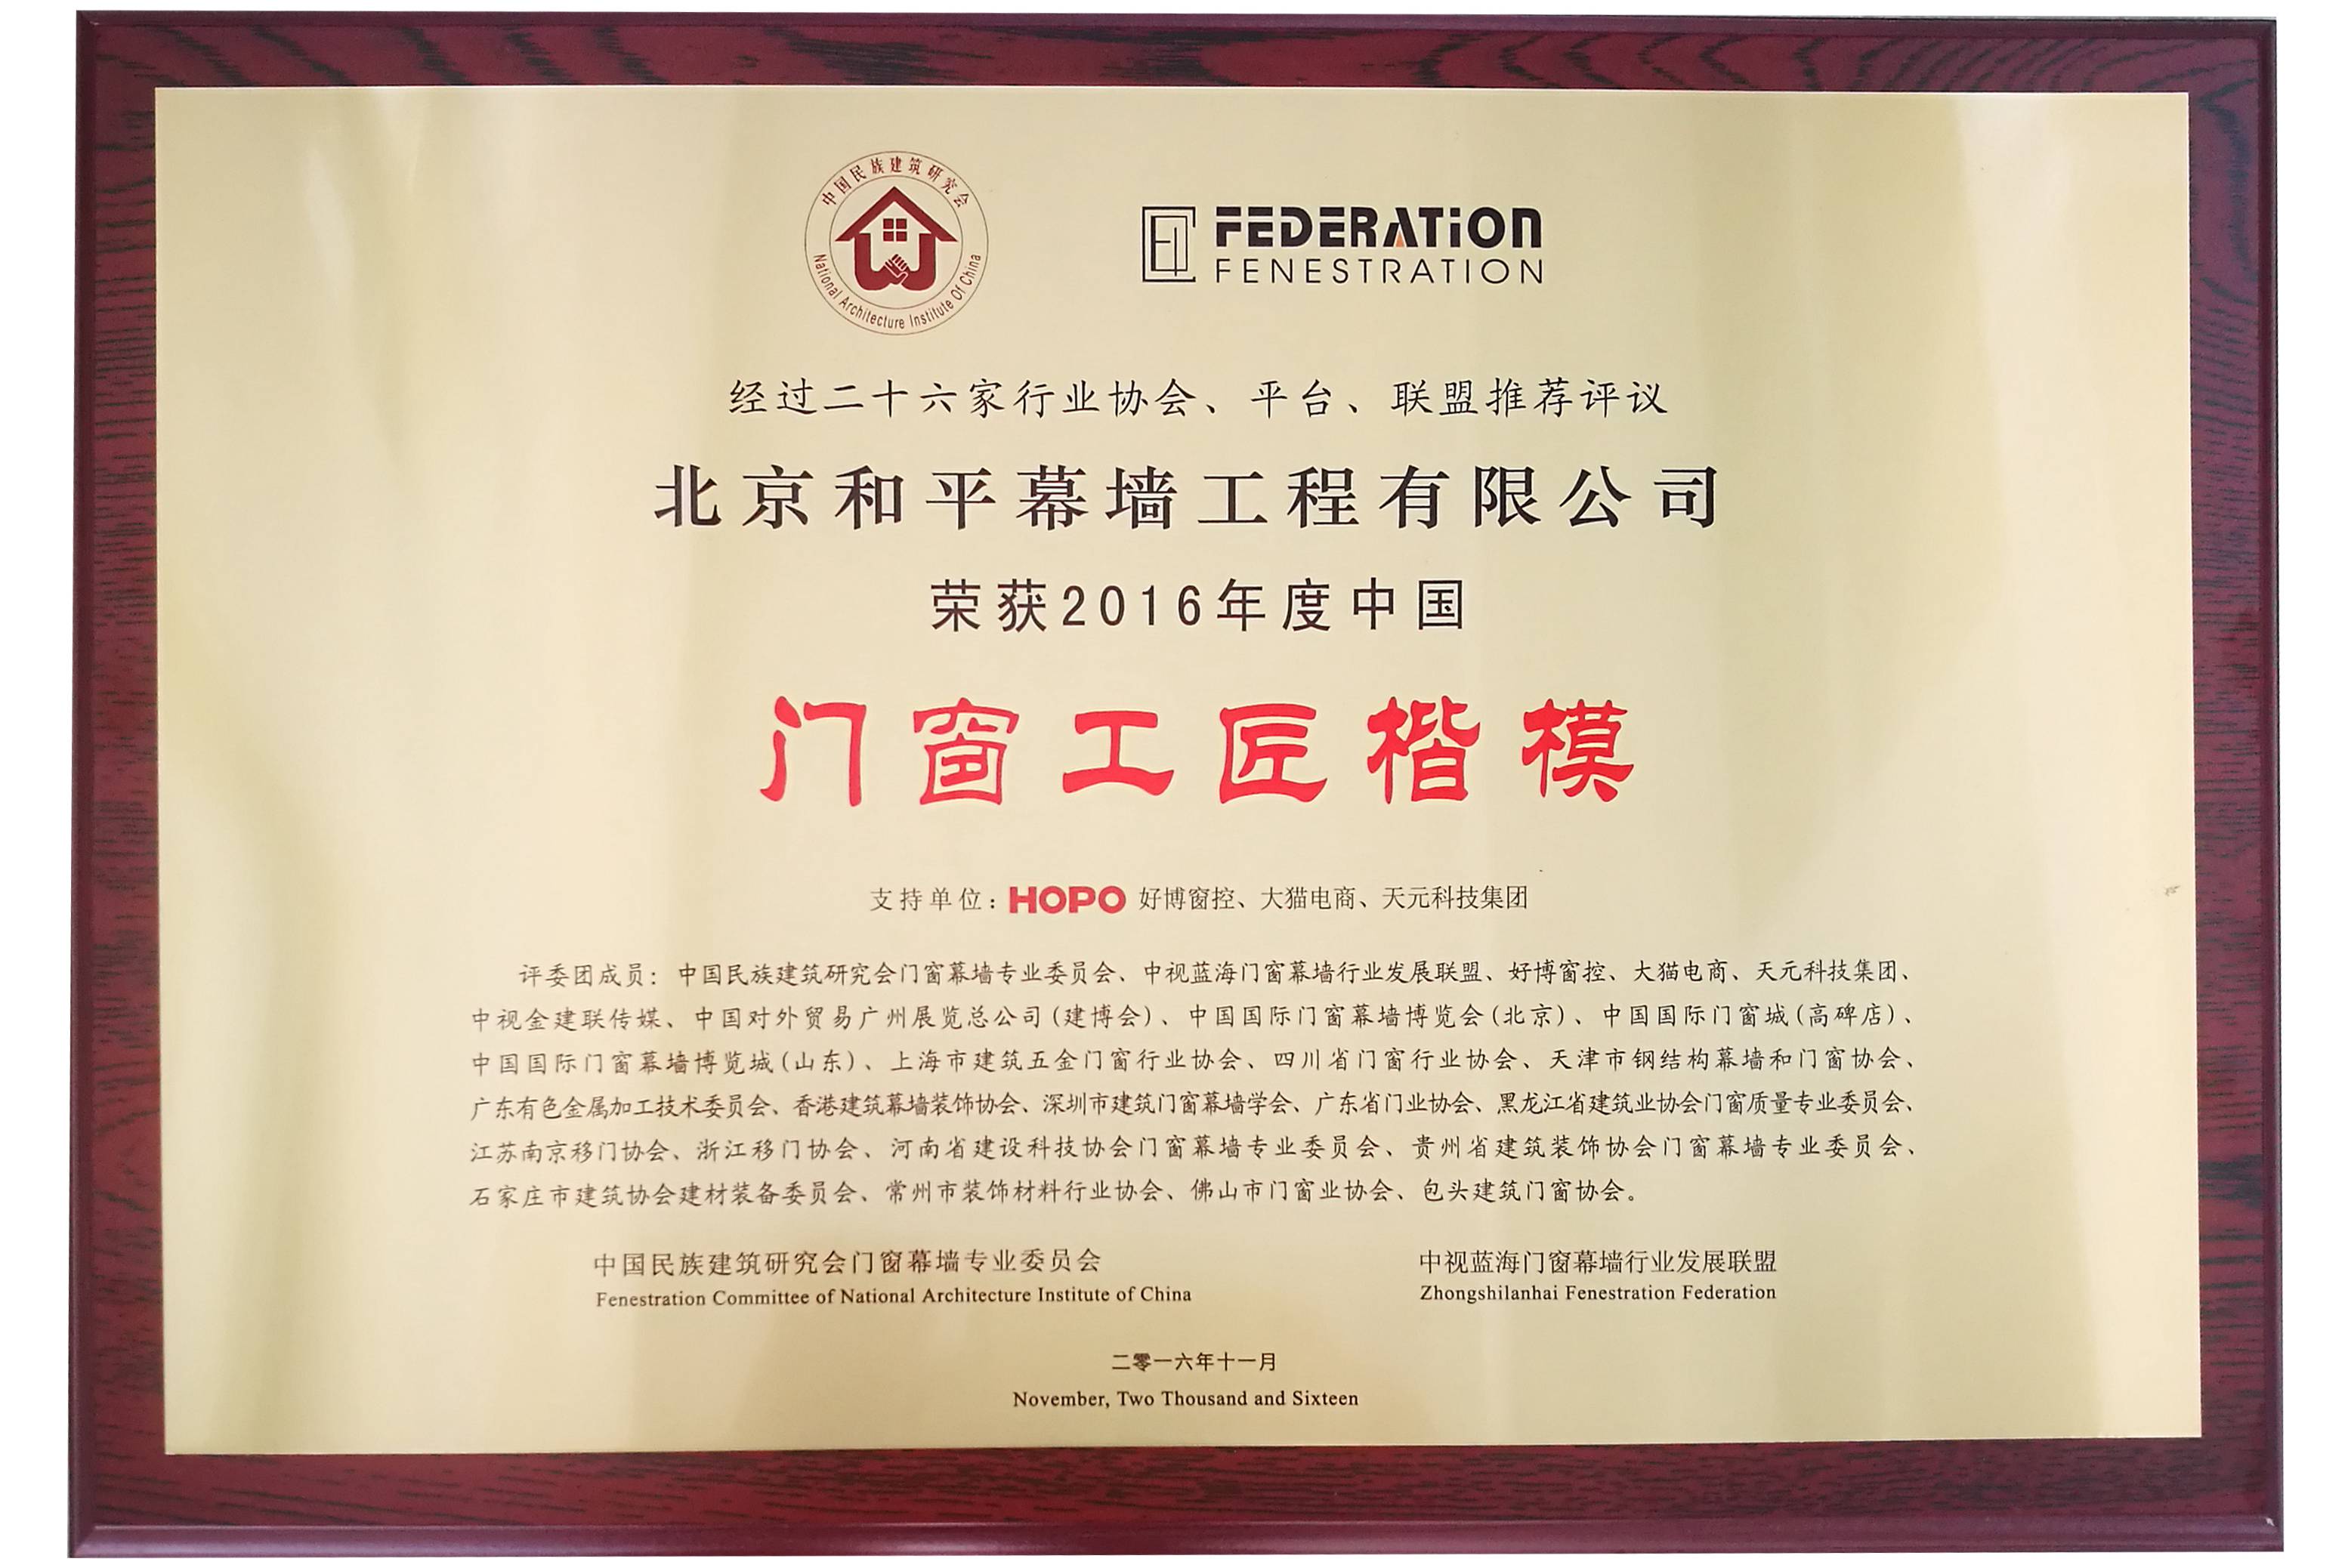 中国民族建筑研究会
National Architecture Institute Of China
FEDERATiOn
FENESTRATION
经过二十六家行业协会、平台、联盟推荐评议
北京和平幕墙工程有限公司
荣获2016年度中国
门窗工匠楷模
支持单位：HOPO 好博窗控、大猫电商、天元科技集团
评委团成员：中国民族建筑研究会门窗幕墙专业委员会、中视蓝海门窗幕墙行业发展联盟、好博窗控、大猫电商、天元科技集团、
中视金建联传媒、中国对外贸易广州展览总公司(建博会)、中国国际门窗幕墙博览会(北京)、中国国际门窗城(高碑店)、
中国国际门窗幕墙博览城(山东)、上海市建筑五金门窗行业协会、四川省门窗行业协会、天津市钢结构幕墙和门窗协会、
广东有色金属加工技术委员会、香港建筑幕墙装饰协会、深圳市建筑门窗幕墙学会、广东省门业协会、黑龙江省建筑业协会门窗质量专业委员会、
江苏南京移门协会、浙江移门协会、河南省建设科技协会门窗幕墙专业委员会、贵州省建筑装饰协会门窗幕墙专业委员会、
石家庄市建筑协会建材装备委员会、常州市装饰材料行业协会、佛山市门窗业协会、包头建筑门窗协会。
中国民族建筑研究会门窗幕墙专业委员会
Fenestration Committee of National Architecture Institute of China
中视蓝海门窗幕墙行业发展联盟
Zhongshilanhai Fenestration Federation
二零一六年十一月
November, Two Thousand and Sixteen